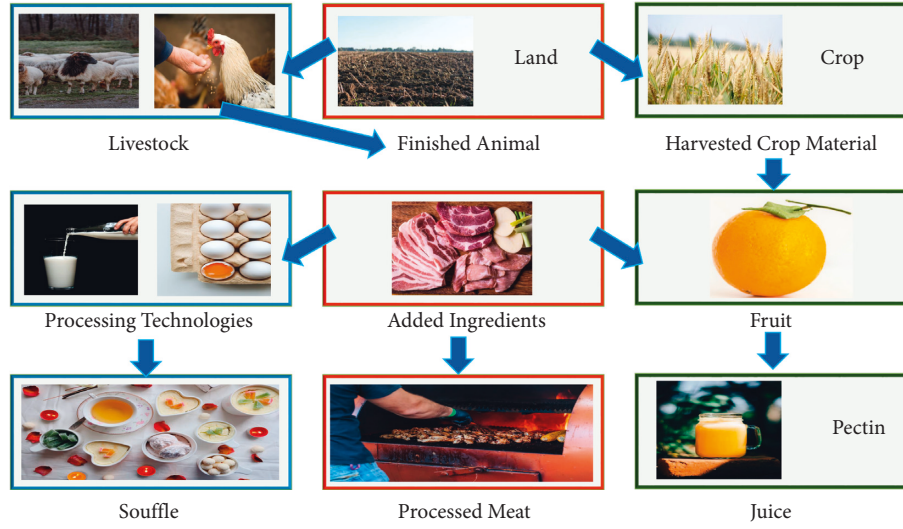 Land
Crop
Livestock
Finished Animal
Harvested Crop Material
Processing Technologies
Added Ingredients
Fruit
Pectin
Souffle
Processed Meat
Juice